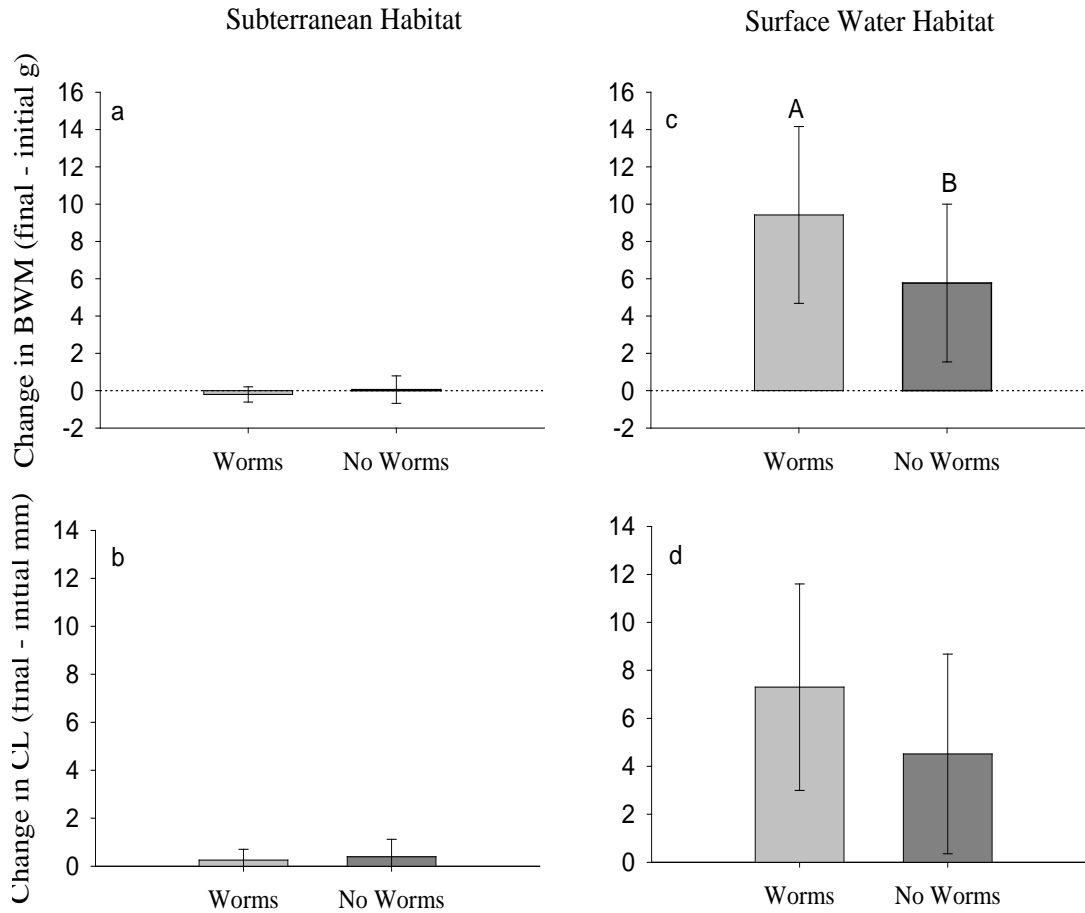 Subterranean Habitat
Surface Water Habitat
Change in BWM (final - initial g)
16
14
12
10
8
6
4
2
0
-2
a
Worms
No Worms
16
14
12
10
8
6
4
2
0
-2
c
A
B
Worms
No Worms
Change in CL (final - initial mm)
14
12
10
8
6
4
2
0
b
Worms
No Worms
14
12
10
8
6
4
2
0
d
Worms
No Worms